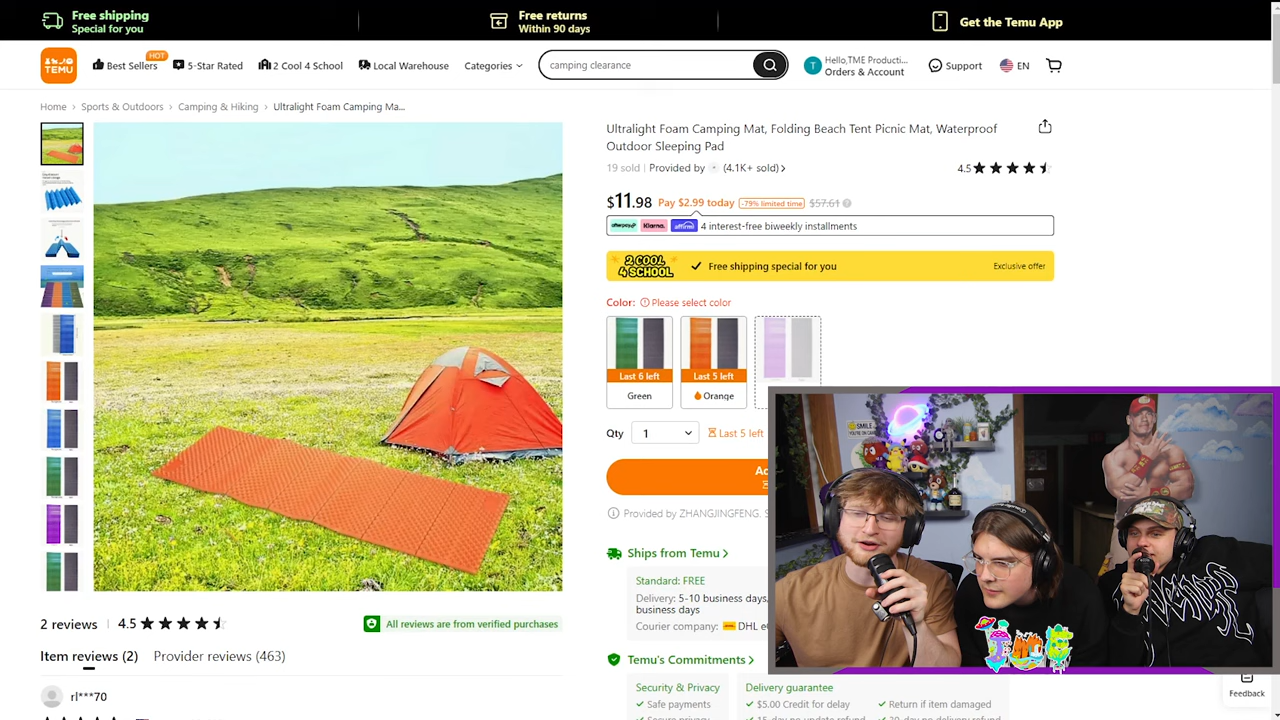 Free shipping
Special for you
Free returns
Within 90 days
Get the Temu App
TEMU
Best Sellers
HOT
5-Star Rated
2 Cool 4 School
Local Warehouse
Categories
camping clearance
T
Hello,TME Producti...
Orders & Account
Support
EN
Home > Sports & Outdoors > Camping & Hiking > Ultralight Foam Camping Ma...
Ultralight Foam Camping Mat, Folding Beach Tent Picnic Mat, Waterproof
Outdoor Sleeping Pad
19 sold | Provided by (4.1K+ sold) >
4.5
$11.98 Pay $2.99 today -79% limited time $57.61
afterpay Klarna. affirm 4 interest-free biweekly installments
2 COOL
4 SCHOOL
Free shipping special for you
Exclusive offer
Color: Please select color
Last 6 left
Last 5 left
Green
Orange
Qty 1 Last 5 left
Provided by ZHANGJINGFENG.
Ships from Temu >
Standard: FREE
Delivery: 5-10 business days,
business days
Courier company: DHL
Temu's Commitments >
Security & Privacy
Safe payments
Delivery guarantee
$5.00 Credit for delay
Return if item damaged
2 reviews 4.5
All reviews are from verified purchases
Item reviews (2) Provider reviews (463)
rl***70
SMILE
Feedback